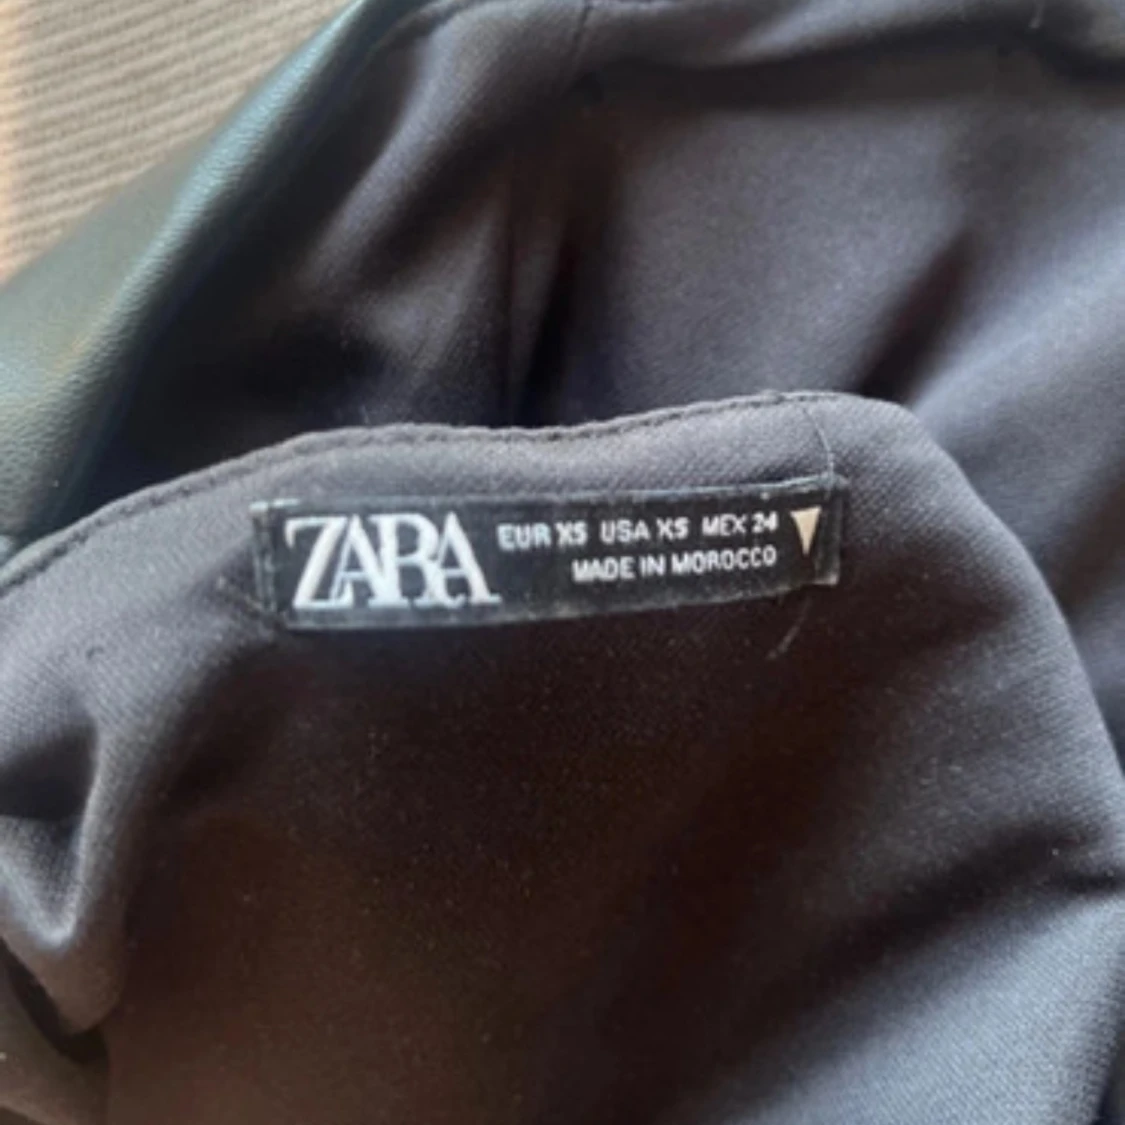 ZARA
EUR XS USA XS MEX 24
MADE IN MOROCCO